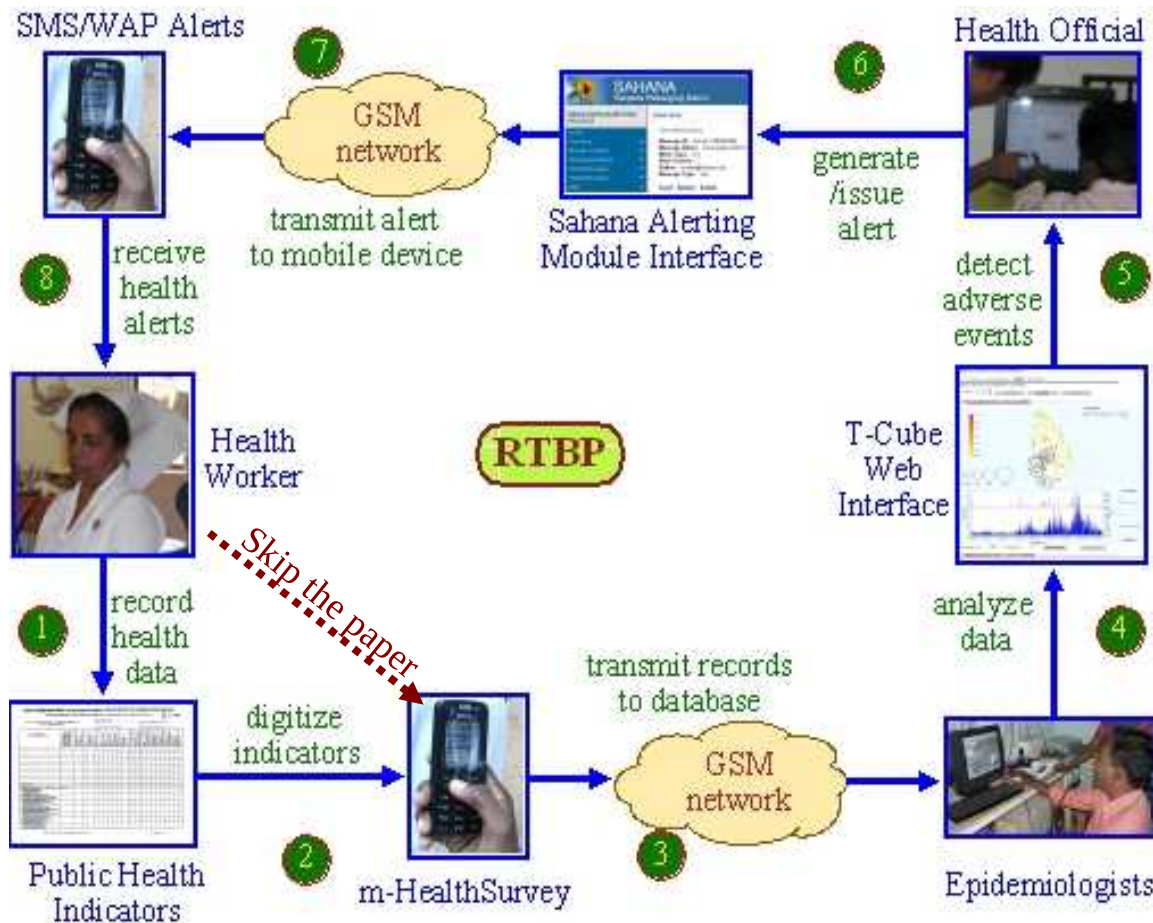 SMS/WAP Alerts
7
6
Health Official
SAHANA
GSM
network
generate
/issue
alert
transmit alert
to mobile device
Sahana Alerting
Module Interface
8
receive
health
alerts
detect
adverse
events
5
Health
Worker
RTBP
T-Cube
Web
Interface
Skip the paper
1
record
health
data
analyze
data
4
digitize
indicators
transmit records
to database
GSM
network
2
3
Public Health
Indicators
m-HealthSurvey
Epidemiologists